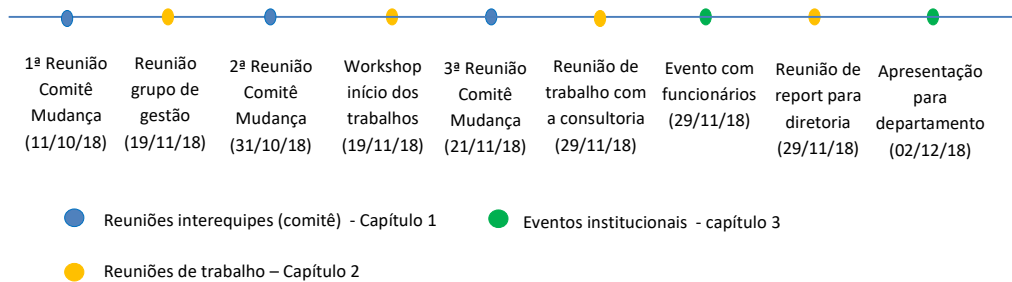 1ª Reunião
Comitê
Mudança
(11/10/18)
Reunião
grupo de
gestão
(19/11/18)
2ª Reunião
Comitê
Mudança
(31/10/18)
Workshop
início dos
trabalhos
(19/11/18)
3ª Reunião
Comitê
Mudança
(21/11/18)
Reunião de
trabalho com
a consultoria
(29/11/18)
Evento com
funcionários
(29/11/18)
Reunião de
report para
diretoria
(29/11/18)
Apresentação
para
departamento
(02/12/18)
Reuniões interequipes (comitê) - Capítulo 1
Eventos institucionais - capítulo 3
Reuniões de trabalho – Capítulo 2